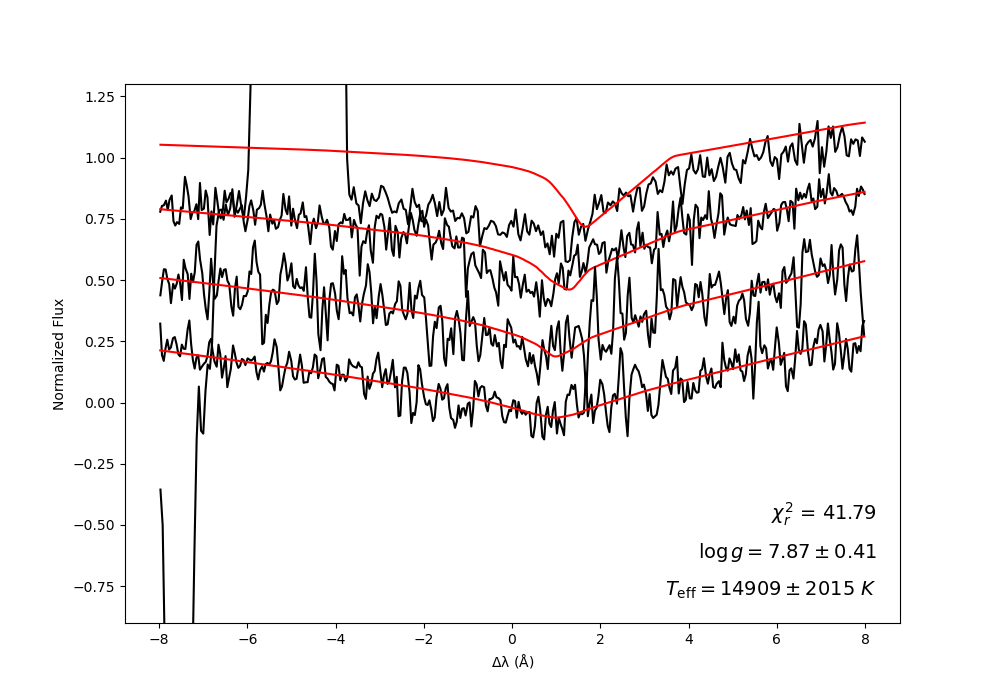 1.25
1.00
0.75
0.50
0.25
0.00
−0.25
−0.50
−0.75
Normalized Flux
χ²ᵣ = 41.79
log g = 7.87 ± 0.41
T_eff = 14909 ± 2015 K
−8 −6 −4 −2 0 2 4 6 8
Δλ (Å)